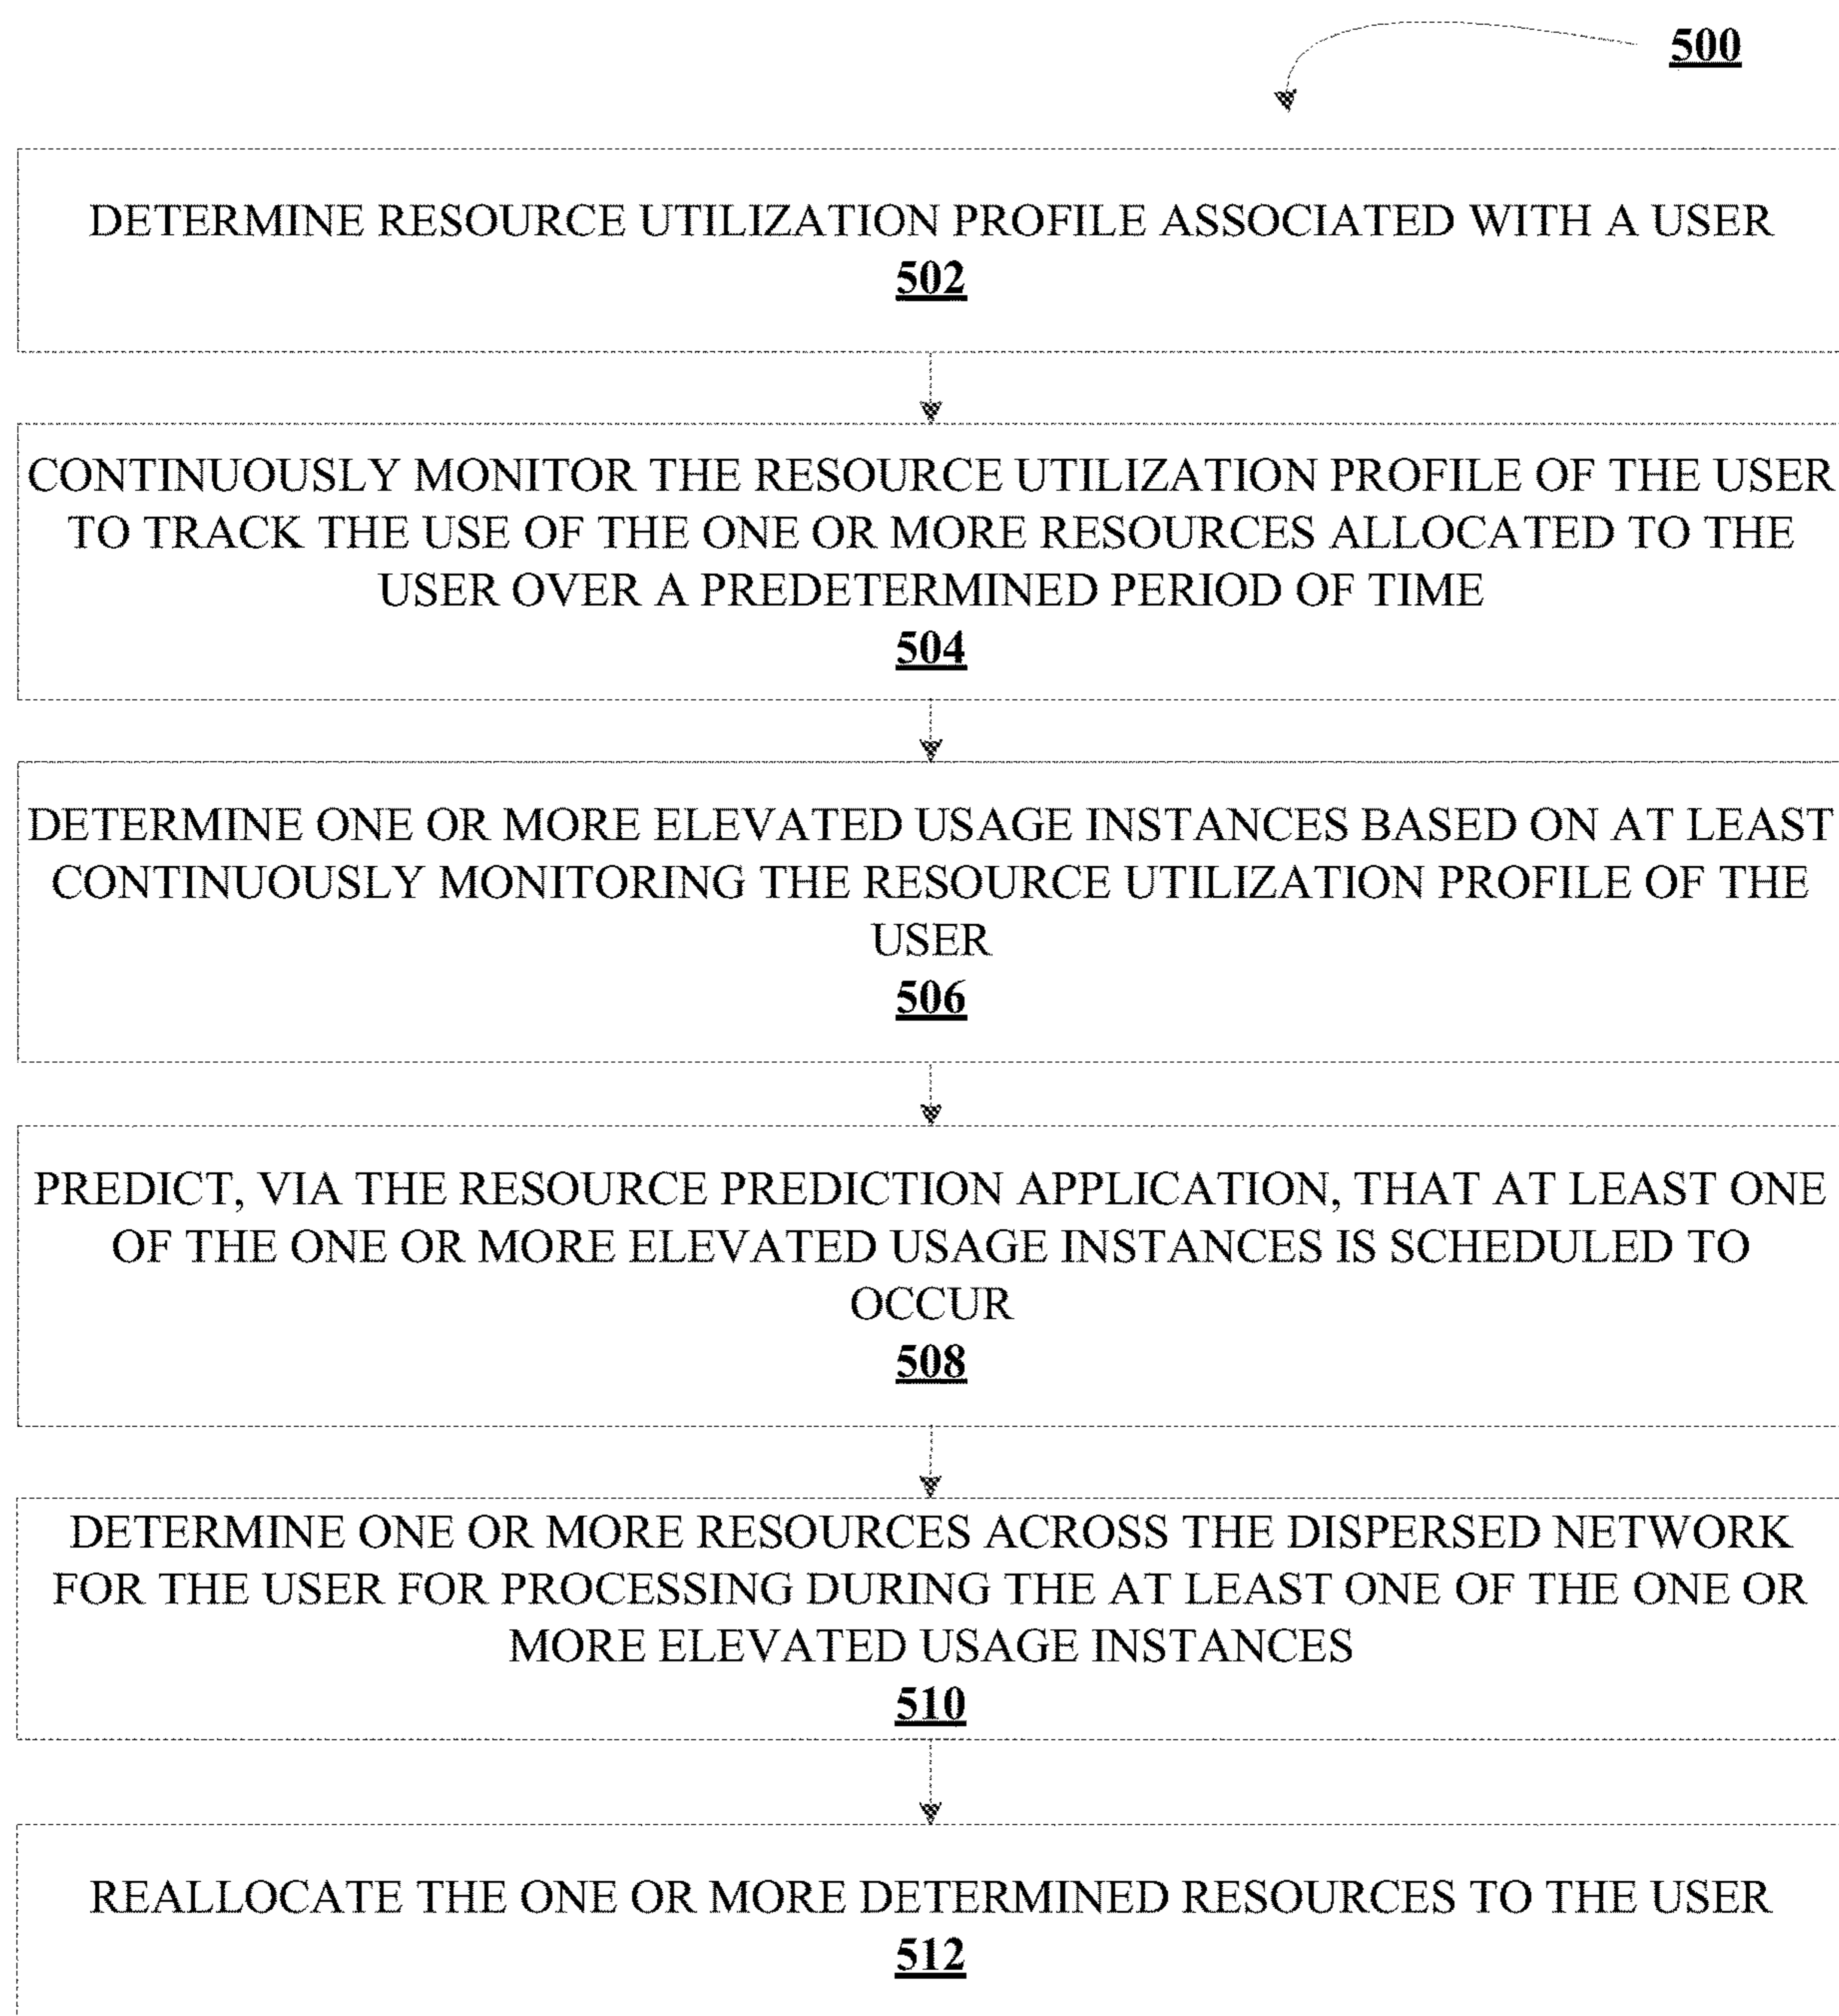 500
DETERMINE RESOURCE UTILIZATION PROFILE ASSOCIATED WITH A USER
502
CONTINUOUSLY MONITOR THE RESOURCE UTILIZATION PROFILE OF THE USER
TO TRACK THE USE OF THE ONE OR MORE RESOURCES ALLOCATED TO THE
USER OVER A PREDETERMINED PERIOD OF TIME
504
DETERMINE ONE OR MORE ELEVATED USAGE INSTANCES BASED ON AT LEAST
CONTINUOUSLY MONITORING THE RESOURCE UTILIZATION PROFILE OF THE
USER
506
PREDICT, VIA THE RESOURCE PREDICTION APPLICATION, THAT AT LEAST ONE
OF THE ONE OR MORE ELEVATED USAGE INSTANCES IS SCHEDULED TO
OCCUR
508
DETERMINE ONE OR MORE RESOURCES ACROSS THE DISPERSED NETWORK
FOR THE USER FOR PROCESSING DURING THE AT LEAST ONE OF THE ONE OR
MORE ELEVATED USAGE INSTANCES
510
REALLOCATE THE ONE OR MORE DETERMINED RESOURCES TO THE USER
512